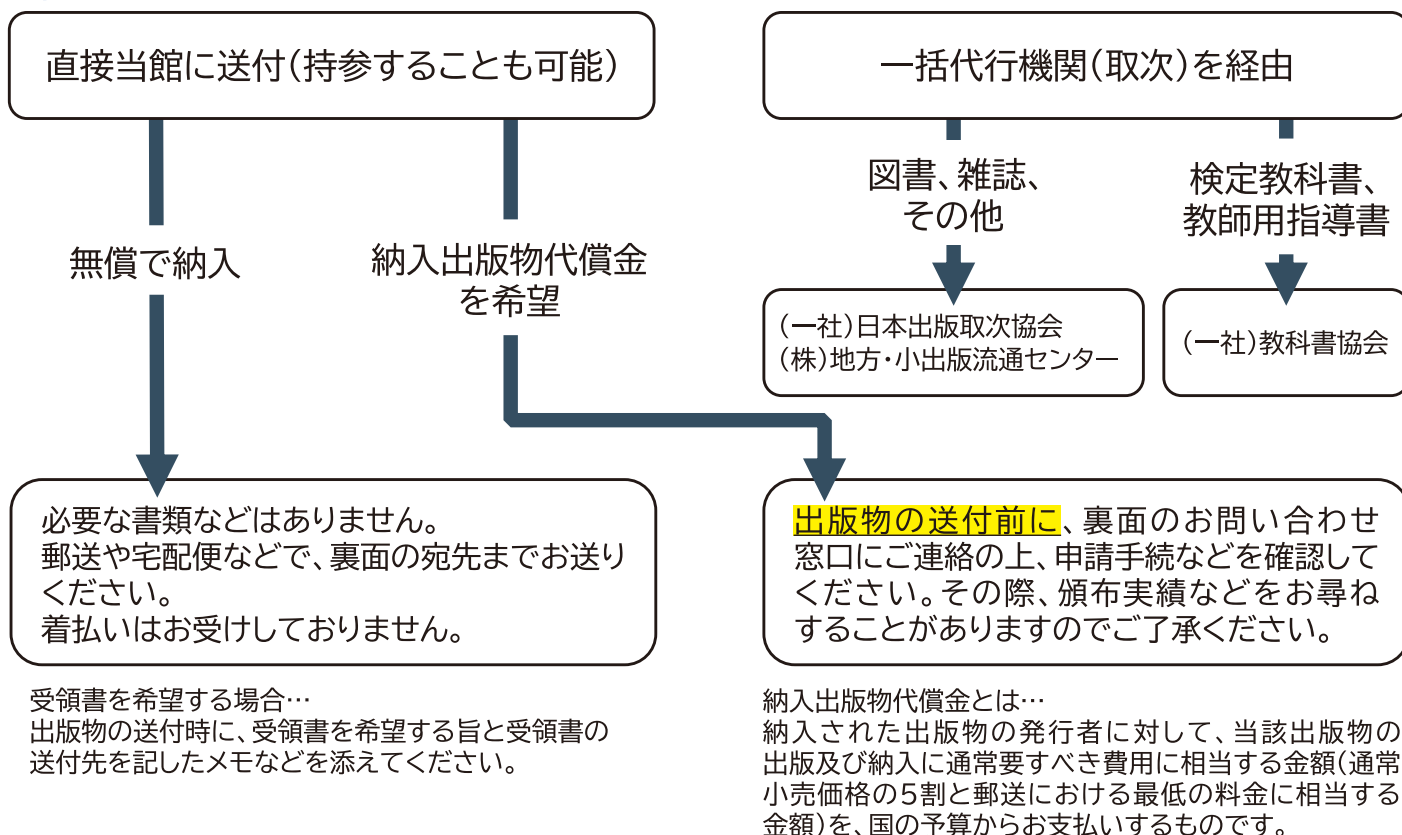 直接当館に送付(持参することも可能)
無償で納入
納入出版物代償金
を希望
一括代行機関(取次)を経由
図書、雑誌、
その他
検定教科書、
教師用指導書
(一社)日本出版取次協会
(株)地方・小出版流通センター
(一社)教科書協会
必要な書類などはありません。
郵送や宅配便などで、裏面の宛先までお送り
ください。
着払いはお受けしておりません。
受領書を希望する場合…
出版物の送付時に、受領書を希望する旨と受領書の
送付先を記したメモなどを添えてください。
出版物の送付前に、裏面のお問い合わせ
窓口にご連絡の上、申請手続などを確認して
ください。その際、頒布実績などをお尋ね
することがありますのでご了承ください。
納入出版物代償金とは…
納入された出版物の発行者に対して、当該出版物の
出版及び納入に通常要すべき費用に相当する金額(通常
小売価格の5割と郵送における最低の料金に相当する
金額)を、国の予算からお支払いするものです。